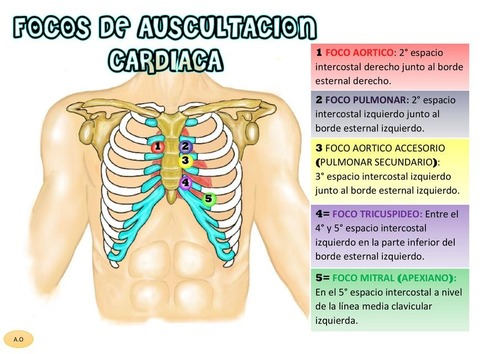 FOCOS DE AUSCULTACION
CARDIACA
1 FOCO AORTICO: 2° espacio
intercostal derecho junto al borde
esternal derecho.
2 FOCO PULMONAR: 2° espacio
intercostal izquierdo junto al
borde esternal izquierdo.
3 FOCO AORTICO ACCESORIO
(PULMONAR SECUNDARIO):
3° espacio intercostal izquierdo
junto al borde esternal izquierdo.
4= FOCO TRICUSPIDEO: Entre el
4° y 5° espacio intercostal
izquierdo en la parte inferior del
borde esternal izquierdo.
5= FOCO MITRAL (APEXIANO):
En el 5° espacio intercostal a nivel
de la línea media clavicular
izquierda.
1
2
3
4
5
A.O